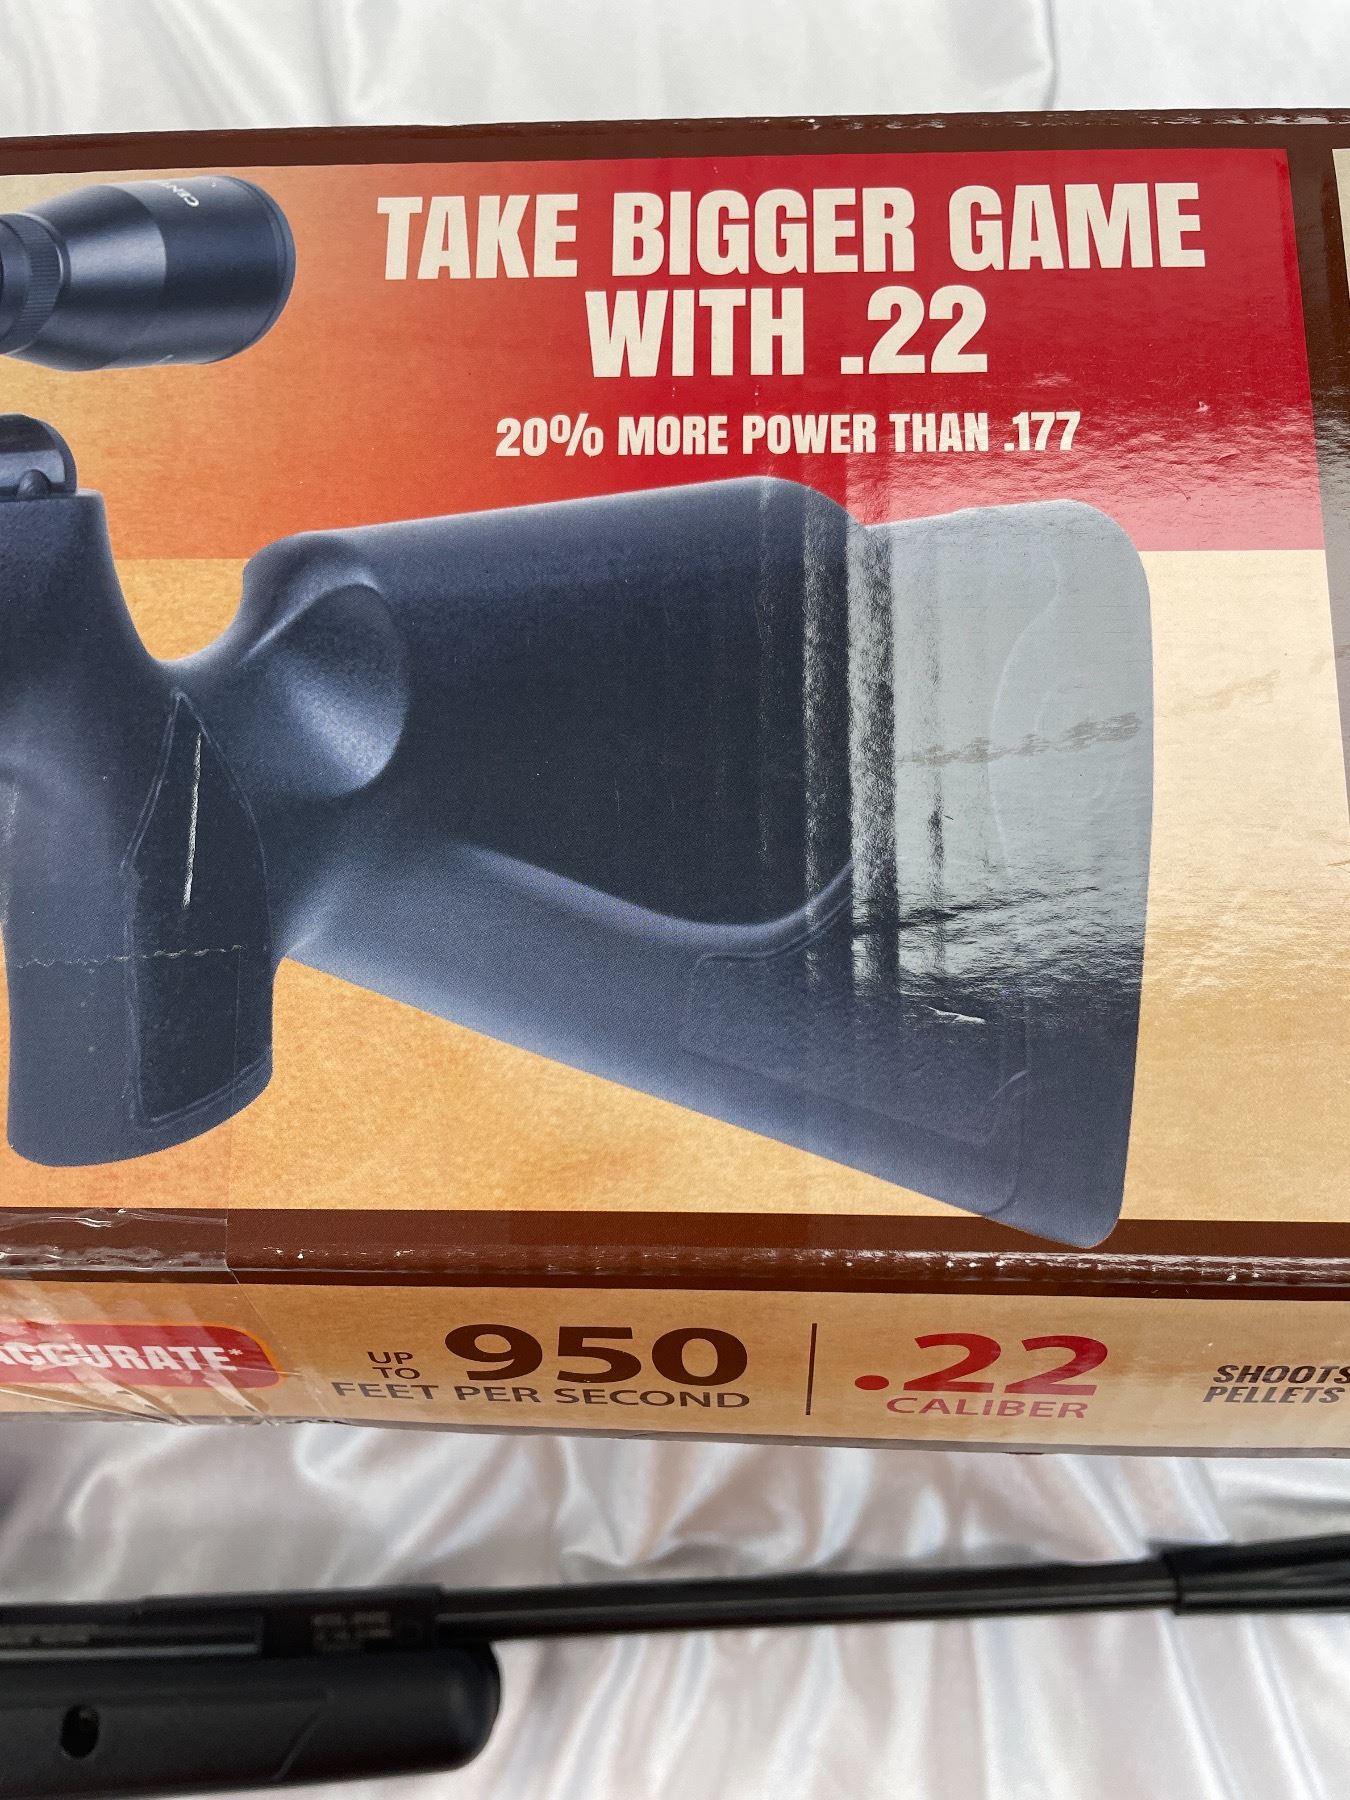 TAKE BIGGER GAME
WITH .22
20% MORE POWER THAN .177
ACCURATE*
UP
TO
950
FEET PER SECOND
.22
CALIBER
SHOOTS
PELLETS